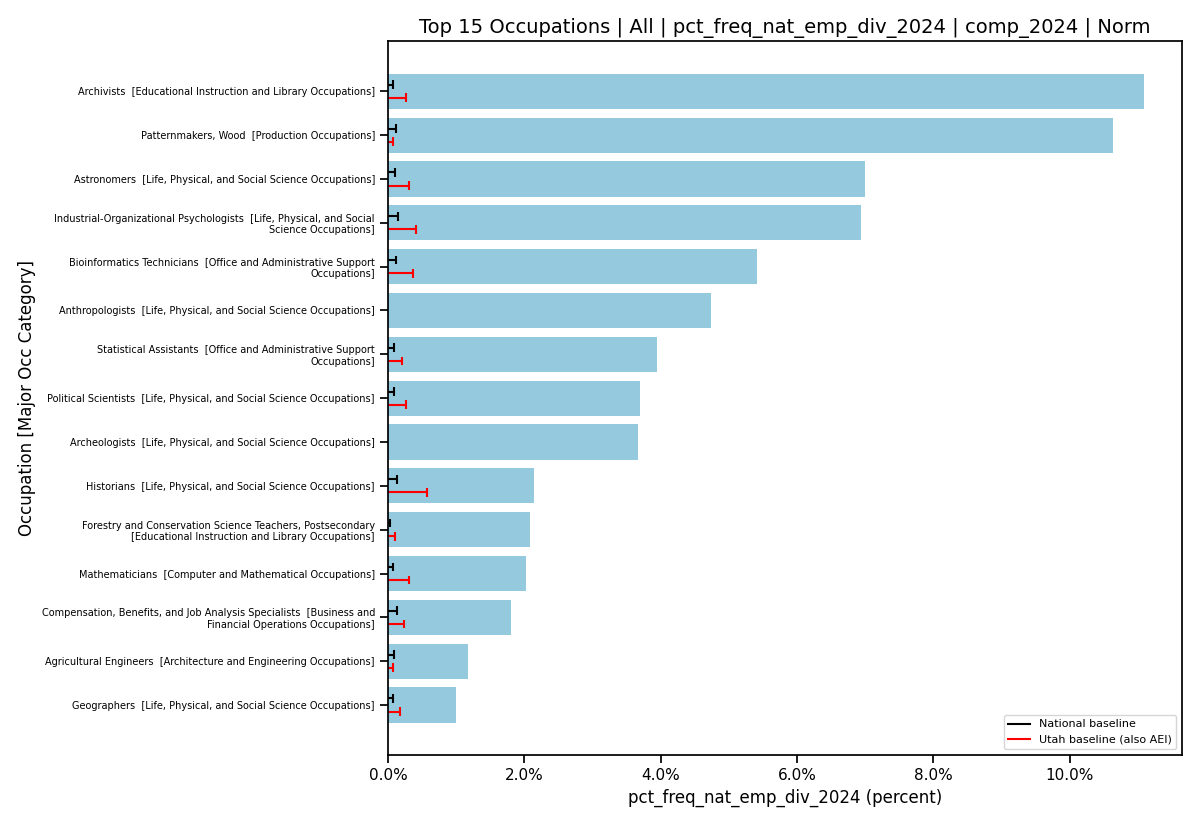 Top 15 Occupations | All | pct_freq_nat_emp_div_2024 | comp_2024 | Norm
Occupation [Major Occ Category]
Archivists  [Educational Instruction and Library Occupations]
Patternmakers, Wood  [Production Occupations]
Astronomers  [Life, Physical, and Social Science Occupations]
Industrial-Organizational Psychologists  [Life, Physical, and Social
Science Occupations]
Bioinformatics Technicians  [Office and Administrative Support
Occupations]
Anthropologists  [Life, Physical, and Social Science Occupations]
Statistical Assistants  [Office and Administrative Support
Occupations]
Political Scientists  [Life, Physical, and Social Science Occupations]
Archeologists  [Life, Physical, and Social Science Occupations]
Historians  [Life, Physical, and Social Science Occupations]
Forestry and Conservation Science Teachers, Postsecondary
[Educational Instruction and Library Occupations]
Mathematicians  [Computer and Mathematical Occupations]
Compensation, Benefits, and Job Analysis Specialists  [Business and
Financial Operations Occupations]
Agricultural Engineers  [Architecture and Engineering Occupations]
Geographers  [Life, Physical, and Social Science Occupations]
National baseline
Utah baseline (also AEI)
0.0% 2.0% 4.0% 6.0% 8.0% 10.0%
pct_freq_nat_emp_div_2024 (percent)